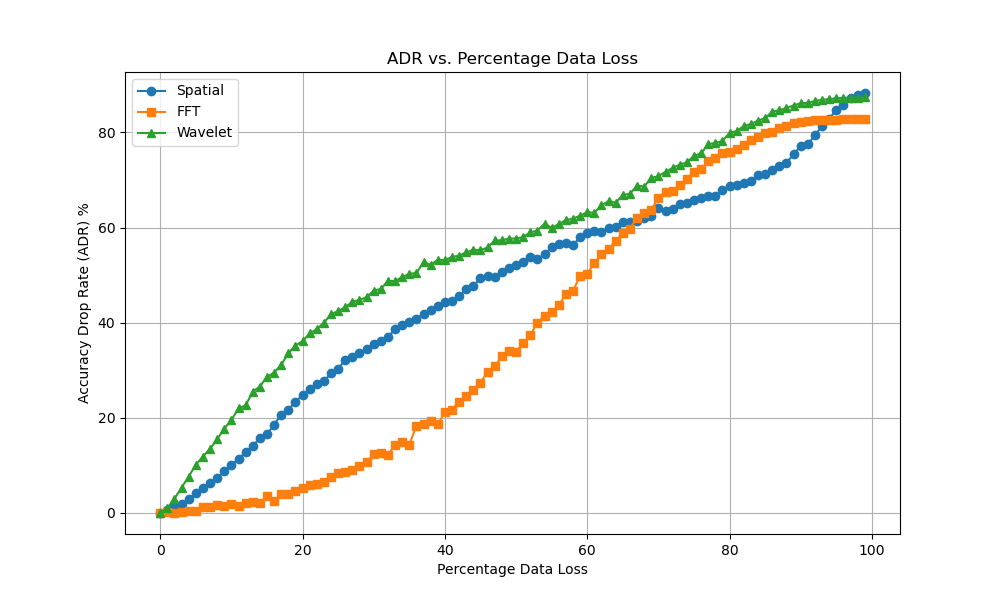 ADR vs. Percentage Data Loss
Spatial
FFT
Wavelet
Accuracy Drop Rate (ADR) %
80
60
40
20
0
0 20 40 60 80 100
Percentage Data Loss